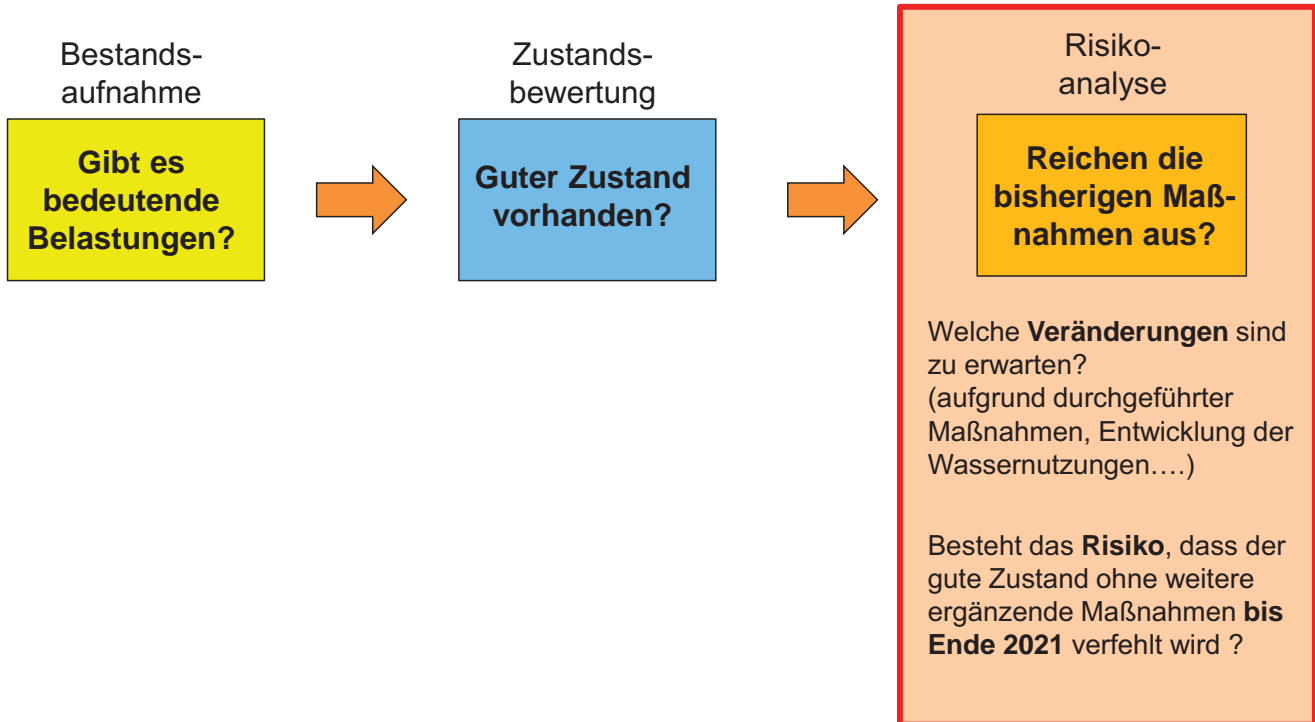 Bestands-
aufnahme
Gibt es
bedeutende
Belastungen?
Zustands-
bewertung
Guter Zustand
vorhanden?
Risiko-
analyse
Reichen die
bisherigen Maß-
nahmen aus?
Welche Veränderungen sind
zu erwarten?
(aufgrund durchgeführter
Maßnahmen, Entwicklung der
Wassernutzungen….)
Besteht das Risiko, dass der
gute Zustand ohne weitere
ergänzende Maßnahmen bis
Ende 2021 verfehlt wird ?